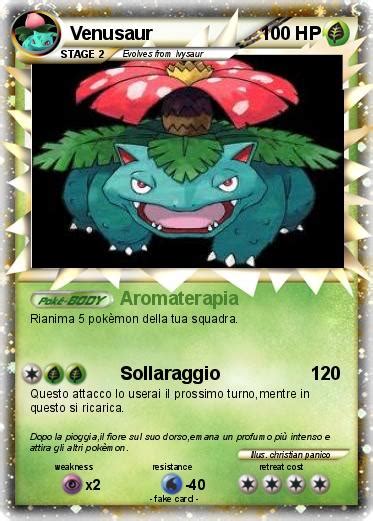 Venusaur 100 HP
STAGE 2 Evolves from Ivysaur
Poké-BODY Aromaterapia
Rianima 5 pokèmon della tua squadra.
Sollaraggio 120
Questo attacco lo userai il prossimo turno,mentre in
questo si ricarica.
Dopo la pioggia,il fiore sul suo dorso,emana un profumo più intenso e
attira gli altri pokèmon.
Illus. christian panico
weakness resistance retreat cost
x2 -40
- fake card -